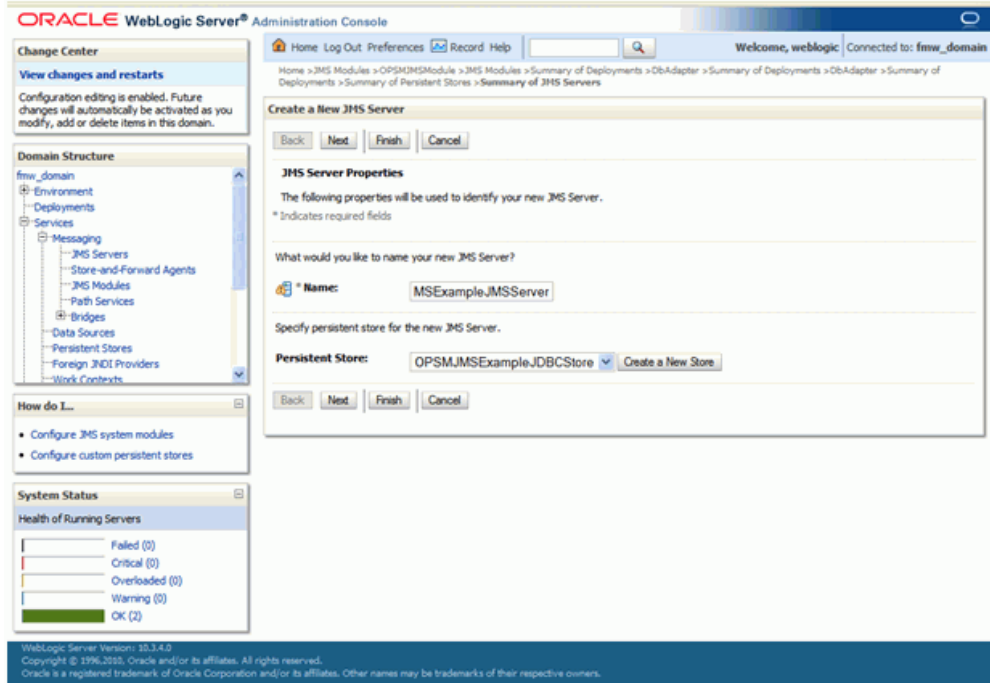 ORACLE WebLogic Server® Administration Console
Change Center
View changes and restarts
Configuration editing is enabled. Future
changes will automatically be activated as you
modify, add or delete items in this domain.
Domain Structure
fmw_domain
Environment
Deployments
Services
Messaging
JMS Servers
Store-and-Forward Agents
JMS Modules
Path Services
Bridges
Data Sources
Persistent Stores
Foreign JNDI Providers
Work Contexts
How do I...
Configure JMS system modules
Configure custom persistent stores
System Status
Health of Running Servers
Failed (0)
Critical (0)
Overloaded (0)
Warning (0)
OK (2)
Home Log Out Preferences Record Help
Welcome, weblogic Connected to: fmw_domain
Home >JMS Modules >OPSMJMSModule >JMS Modules >Summary of Deployments >DbAdapter >Summary of Deployments >DbAdapter >Summary of
Deployments >Summary of Persistent Stores >Summary of JMS Servers
Create a New JMS Server
Back Next Finish Cancel
JMS Server Properties
The following properties will be used to identify your new JMS Server.
* Indicates required fields
What would you like to name your new JMS Server?
* Name: MSExampleJMSServer
Specify persistent store for the new JMS Server.
Persistent Store: OPSMJMSExampleJDBCStore Create a New Store
Back Next Finish Cancel
WebLogic Server Version: 10.3.4.0
Copyright © 1996,2010, Oracle and/or its affiliates. All rights reserved.
Oracle is a registered trademark of Oracle Corporation and/or its affiliates. Other names may be trademarks of their respective owners.